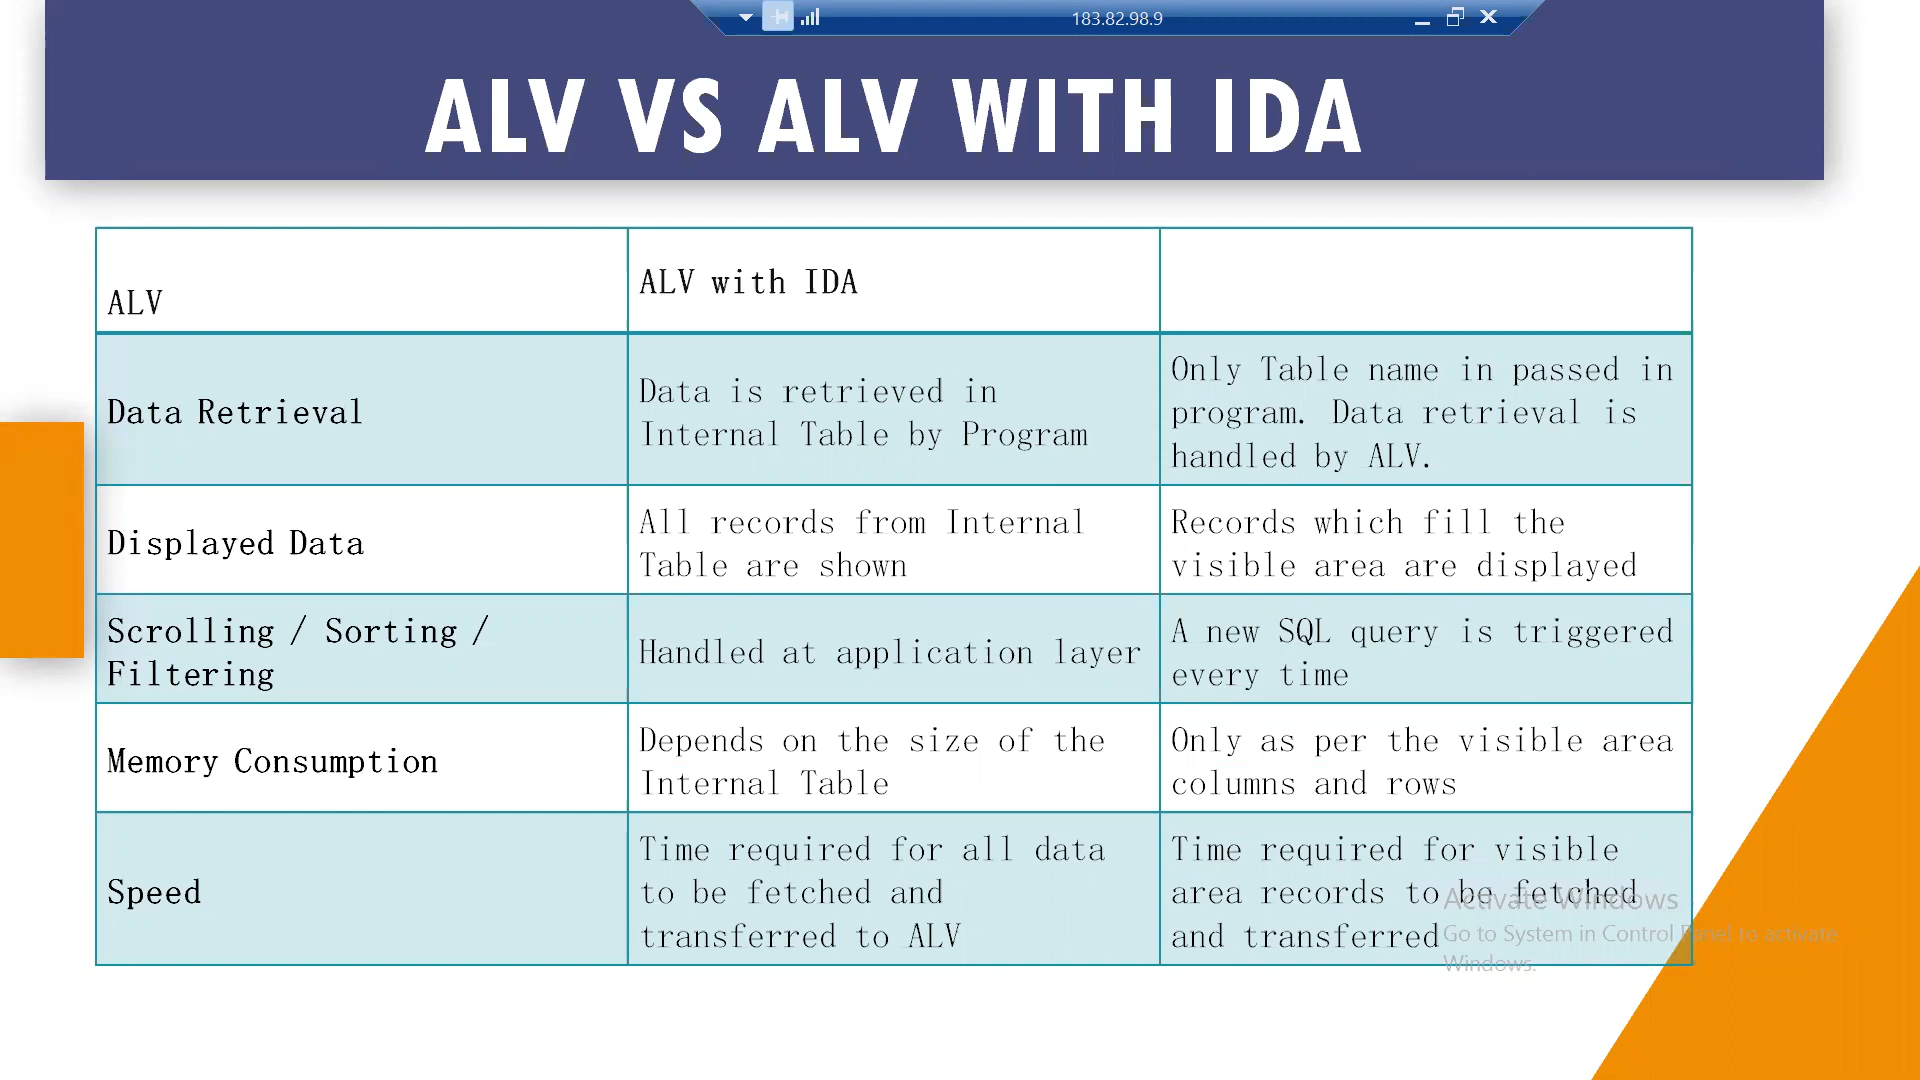 183.82.98.9
ALV VS ALV WITH IDA
ALV
ALV with IDA
Data Retrieval
Data is retrieved in
Internal Table by Program
Only Table name in passed in
program. Data retrieval is
handled by ALV.
Displayed Data
All records from Internal
Table are shown
Records which fill the
visible area are displayed
Scrolling / Sorting /
Filtering
Handled at application layer
A new SQL query is triggered
every time
Memory Consumption
Depends on the size of the
Internal Table
Only as per the visible area
columns and rows
Speed
Time required for all data
to be fetched and
transferred to ALV
Time required for visible
area records to be fetched
and transferred
Activate Windows
Go to System in Control Panel to activate
Windows.